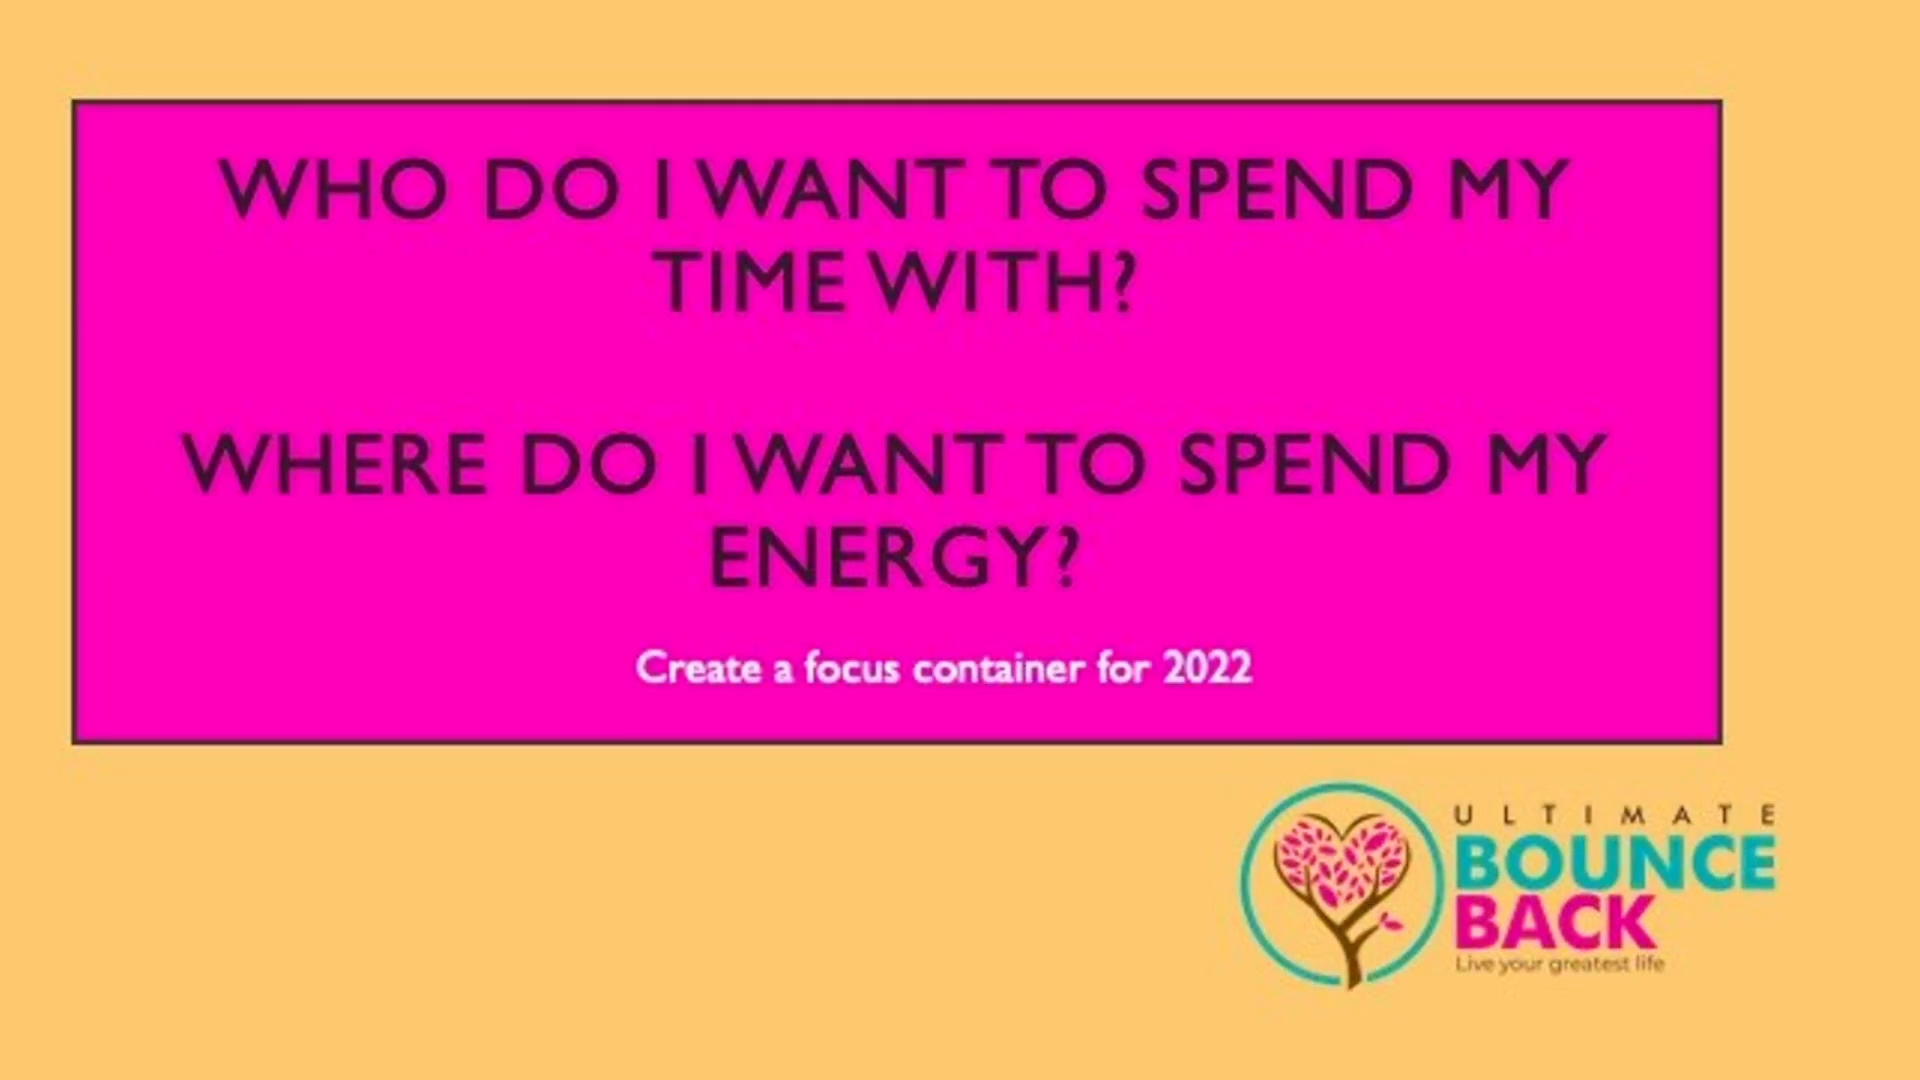 WHO DO I WANT TO SPEND MY
TIME WITH?
WHERE DO I WANT TO SPEND MY
ENERGY?
Create a focus container for 2022
ULTIMATE
BOUNCE
BACK
Live your greatest life